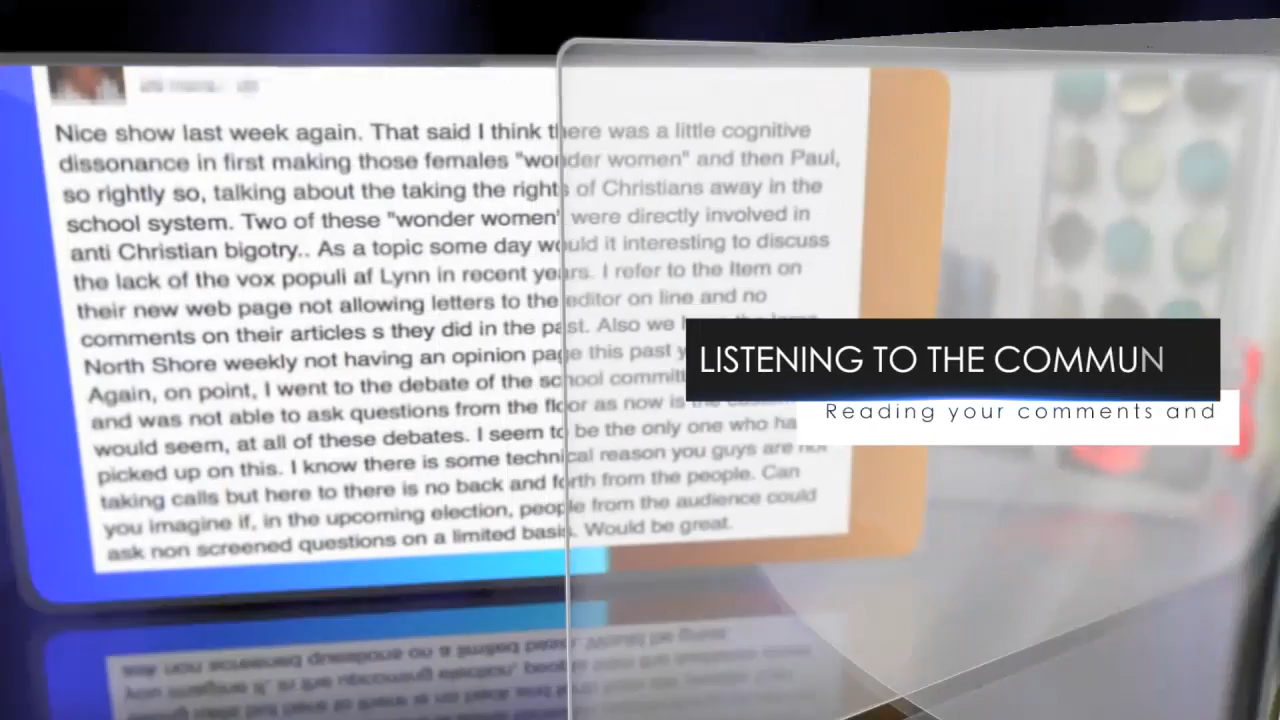 Nice show last week again. That said I think there was a little cognitive
dissonance in first making those females "wonder women" and then Paul,
so rightly so, talking about the taking the rights of Christians away in the
school system. Two of these "wonder women" were directly involved in
anti Christian bigotry.. As a topic some day would it interesting to discuss
the lack of the vox populi af Lynn in recent years. I refer to the Item on
their new web page not allowing letters to the editor on line and no
comments on their articles s they did in the past. Also we
North Shore weekly not having an opinion page this past
Again, on point, I went to the debate of the school
and was not able to ask questions from the floor as now is
would seem, at all of these debates. I seem to be the only one who
picked up on this. I know there is some technical reason you guys are not
taking calls but here to there is no back and forth from the people. Can
you imagine if, in the upcoming election, people from the audience could
ask non screened questions on a limited basis. Would be great.
LISTENING TO THE COMMUN
Reading your comments and